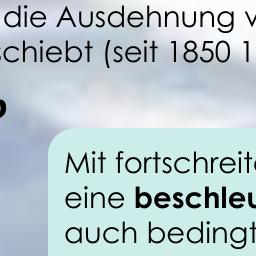 die Ausdehnung v
schiebt (seit 1850 1
Mit fortschreite
eine beschleu
auch bedingt